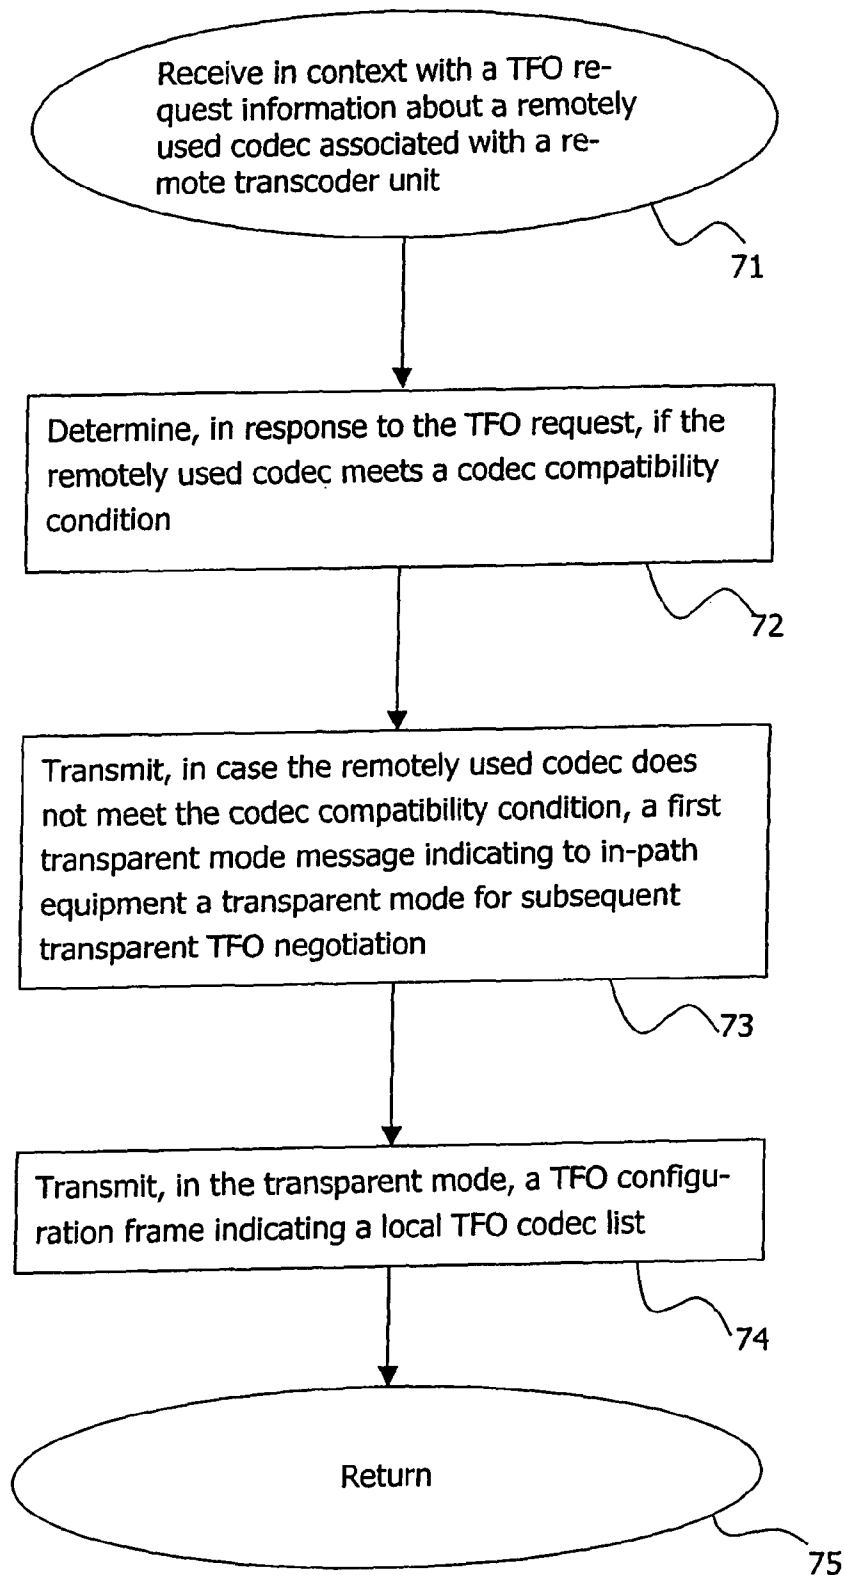 Receive in context with a TFO re-
quest information about a remotely
used codec associated with a re-
mote transcoder unit
71
Determine, in response to the TFO request, if the
remotely used codec meets a codec compatibility
condition
72
Transmit, in case the remotely used codec does
not meet the codec compatibility condition, a first
transparent mode message indicating to in-path
equipment a transparent mode for subsequent
transparent TFO negotiation
73
Transmit, in the transparent mode, a TFO configu-
ration frame indicating a local TFO codec list
74
Return
75